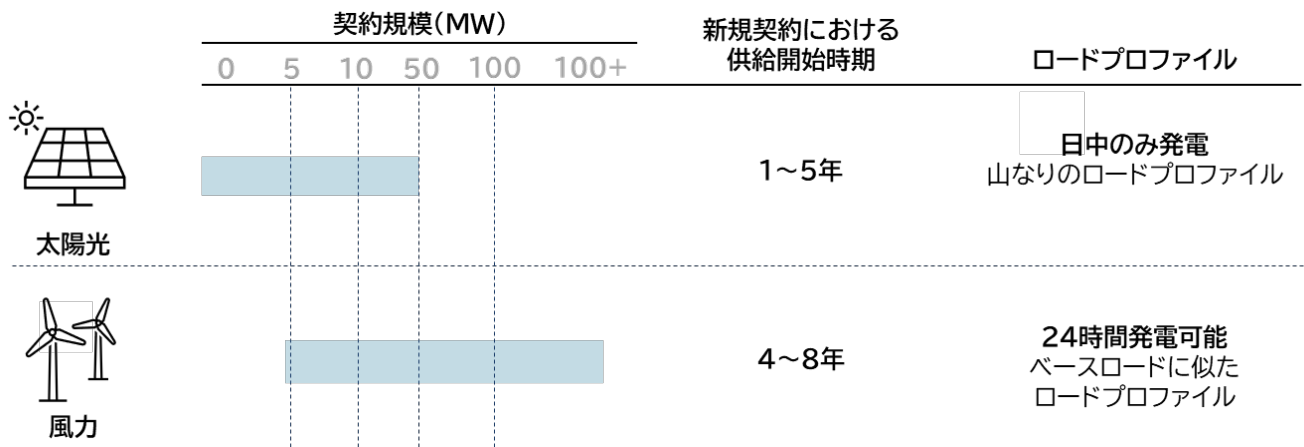 契約規模(MW)
新規契約における
供給開始時期
ロードプロファイル
0 5 10 50 100 100+
太陽光
1～5年
日中のみ発電
山なりのロードプロファイル
風力
4～8年
24時間発電可能
ベースロードに似た
ロードプロファイル